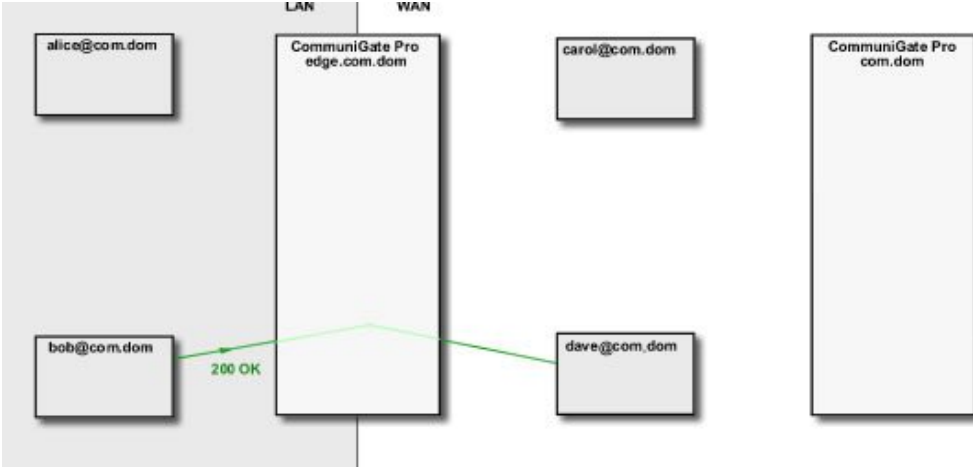 LAN
WAN
alice@com.dom
CommuniGate Pro
edge.com.dom
carol@com.dom
CommuniGate Pro
com.dom
bob@com.dom
200 OK
dave@com.dom